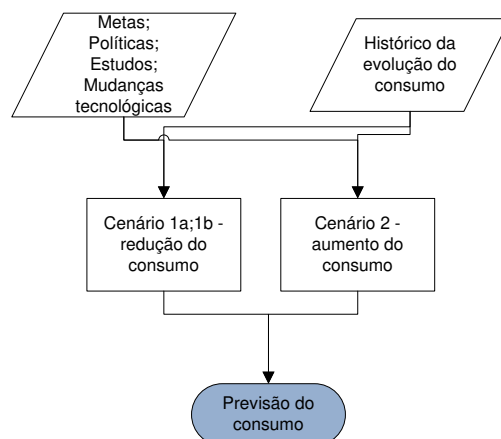 Metas;
Políticas;
Estudos;
Mudanças
tecnológicas
Histórico da
evolução do
consumo
Cenário 1a;1b -
redução do
consumo
Cenário 2 -
aumento do
consumo
Previsão do
consumo